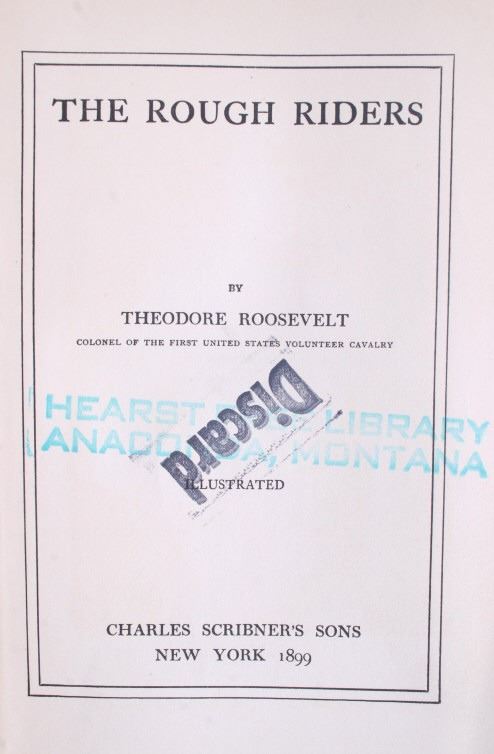 THE ROUGH RIDERS
BY
THEODORE ROOSEVELT
COLONEL OF THE FIRST UNITED STATES VOLUNTEER CAVALRY
HEARST FREE LIBRARY
ANACONDA, MONTANA
Discard
ILLUSTRATED
CHARLES SCRIBNER'S SONS
NEW YORK 1899